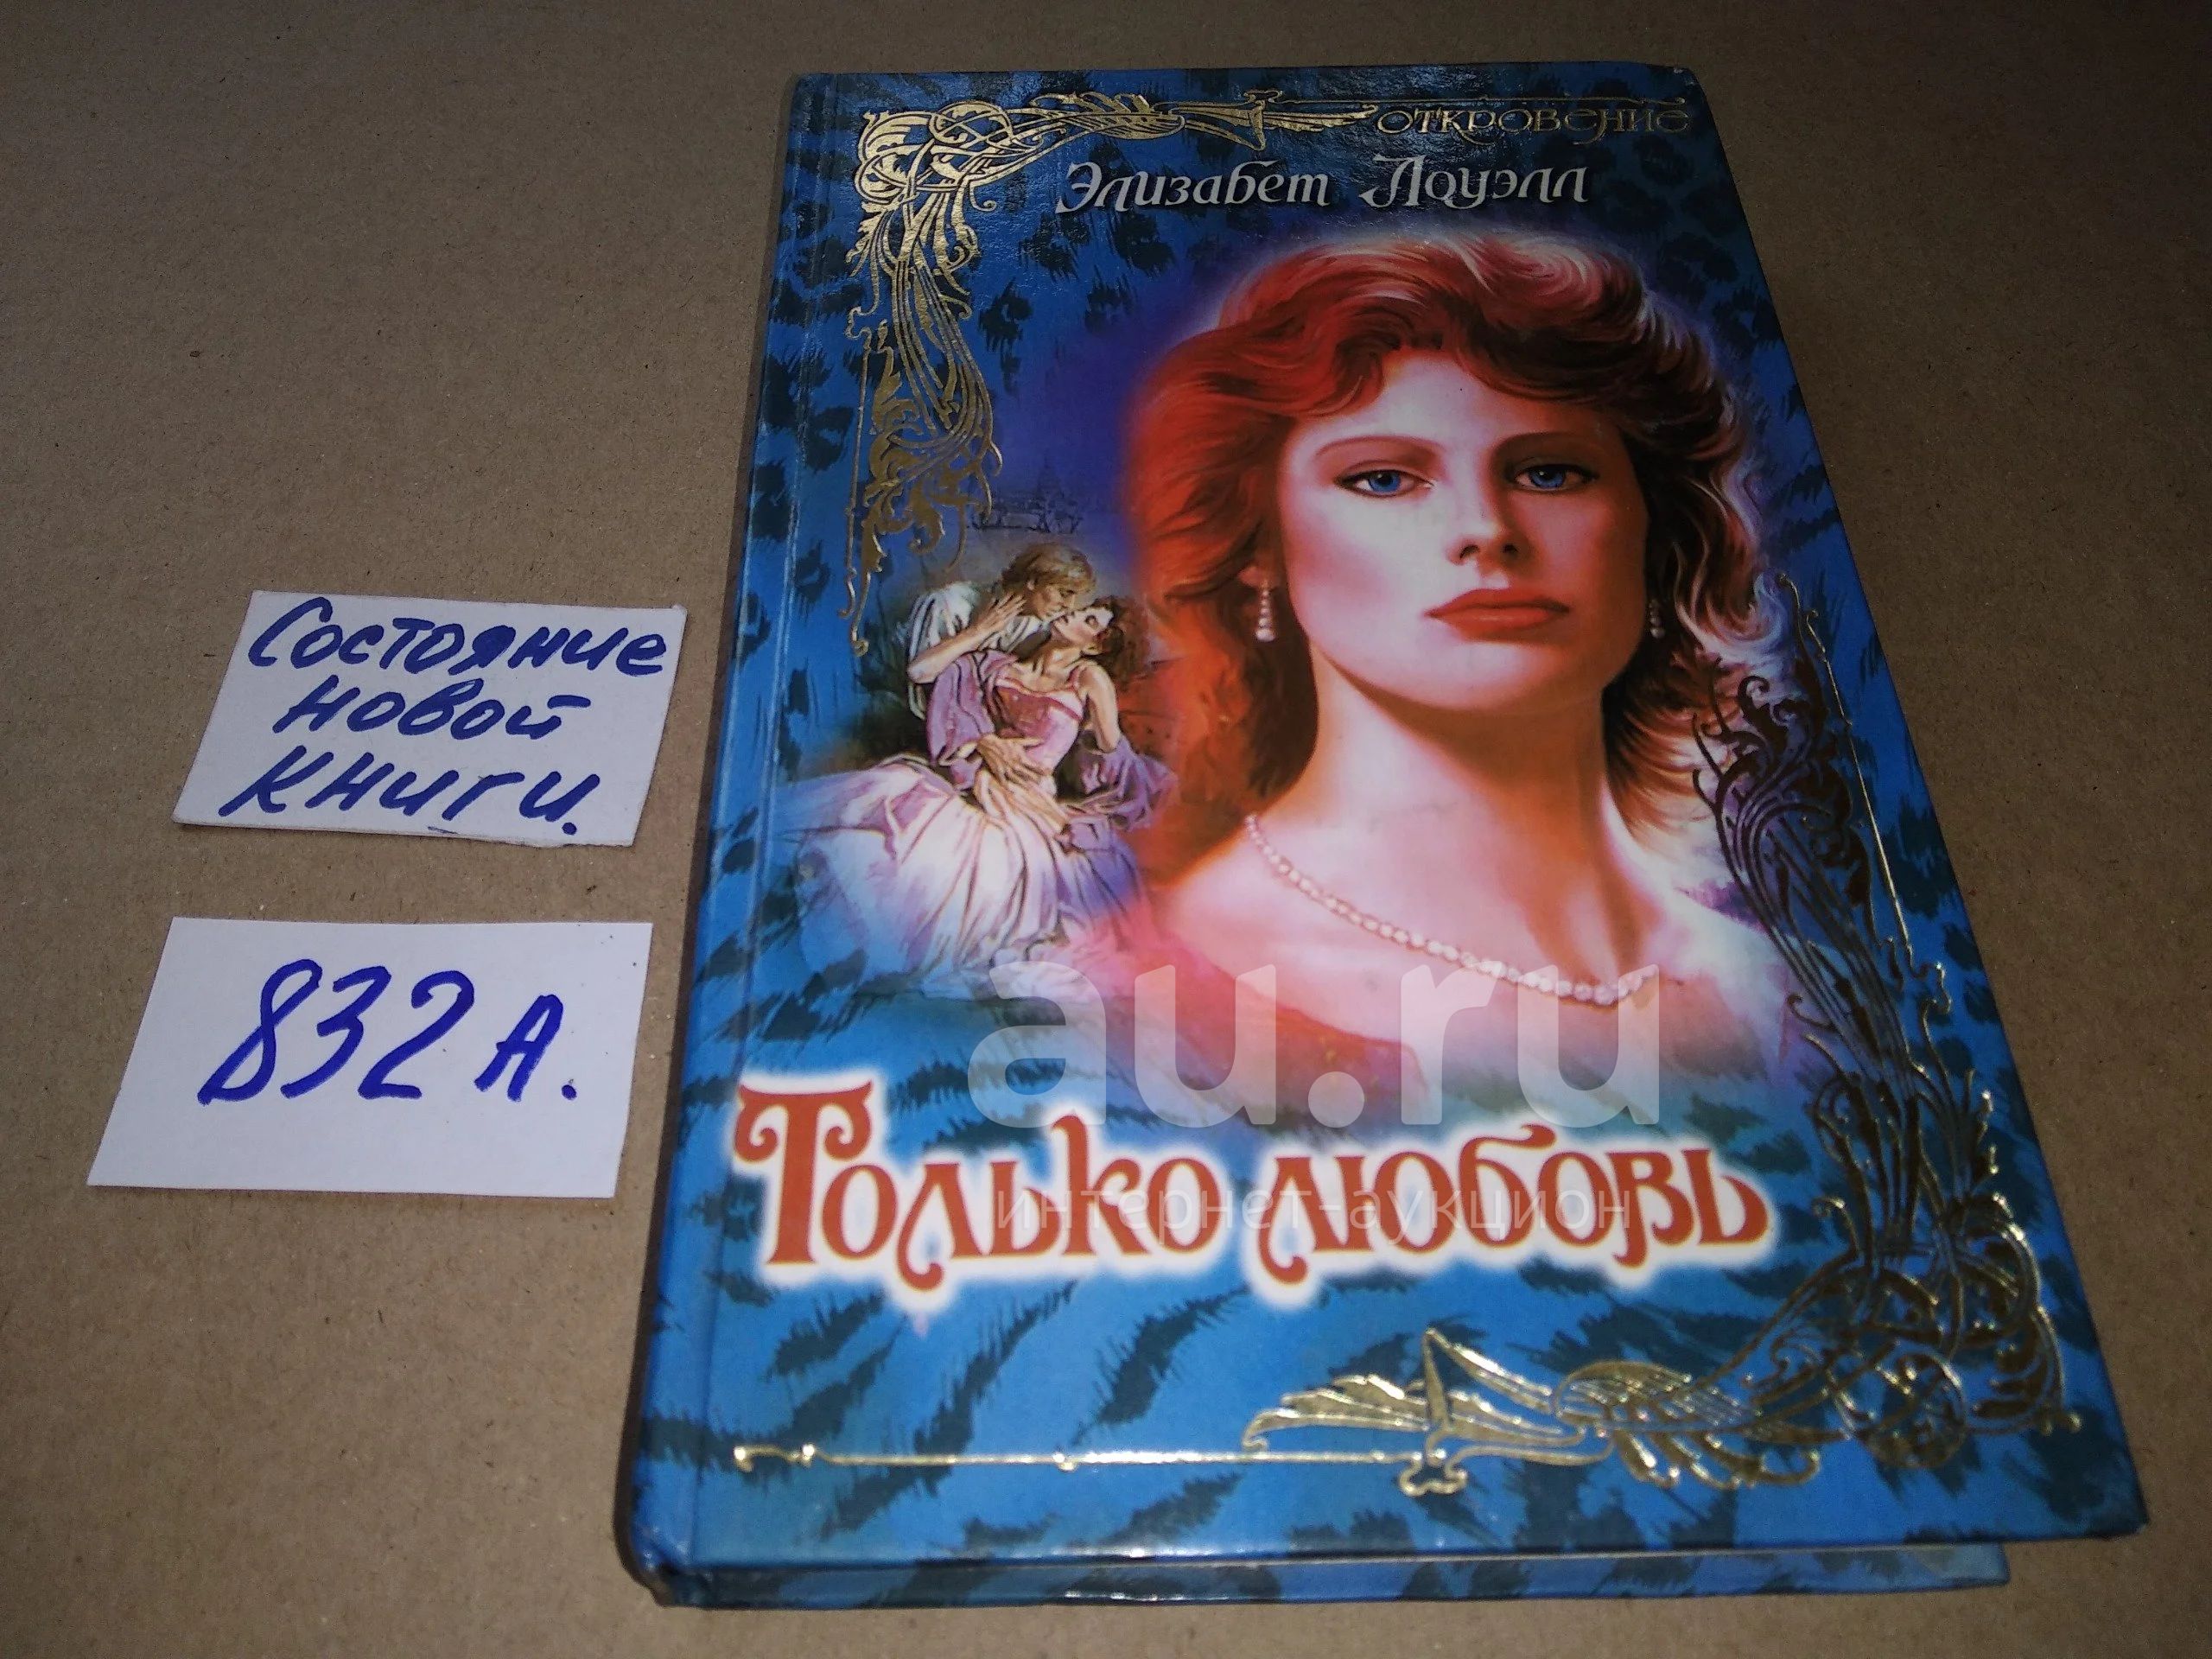 ОТКРОВЕНИЕ
Элизабет Лоуэлл
Состояние
новой
книги.
832 А.
au.ru
Только любовь
интернет-аукцион